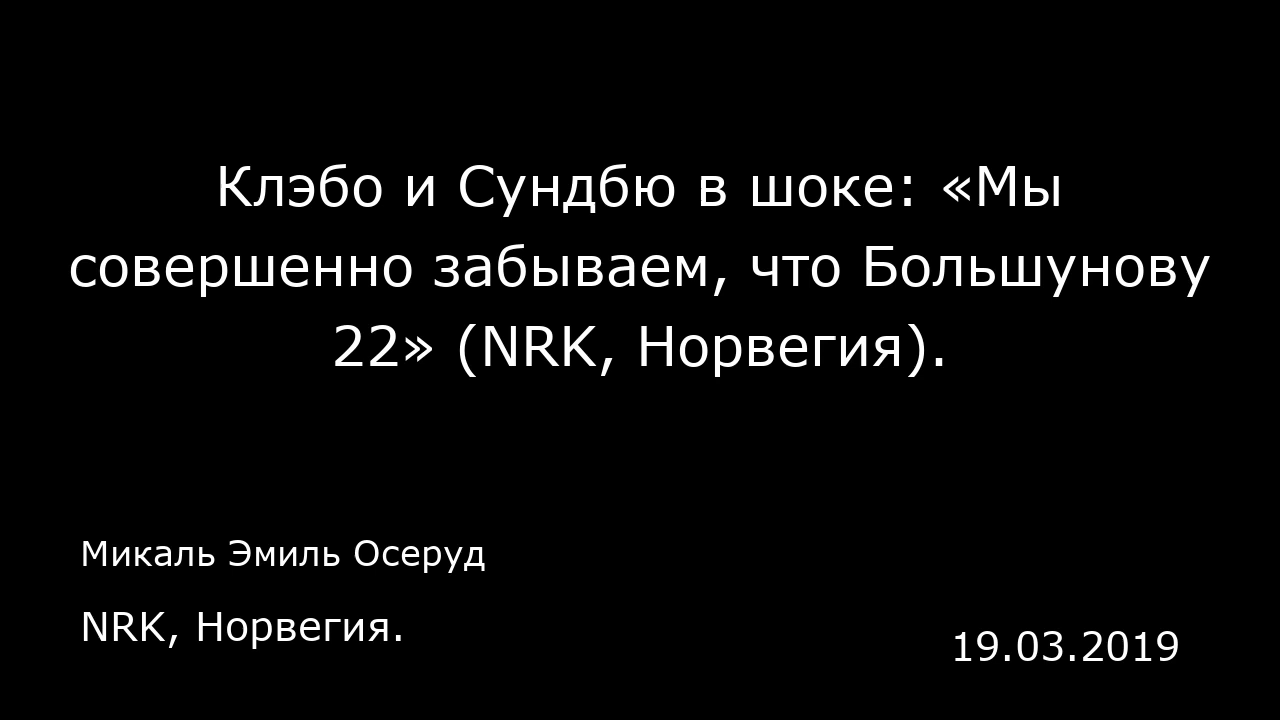 Клэбо и Сундбю в шоке: «Мы
совершенно забываем, что Большунову
22» (NRK, Норвегия).
Микаль Эмиль Осеруд
NRK, Норвегия.
19.03.2019